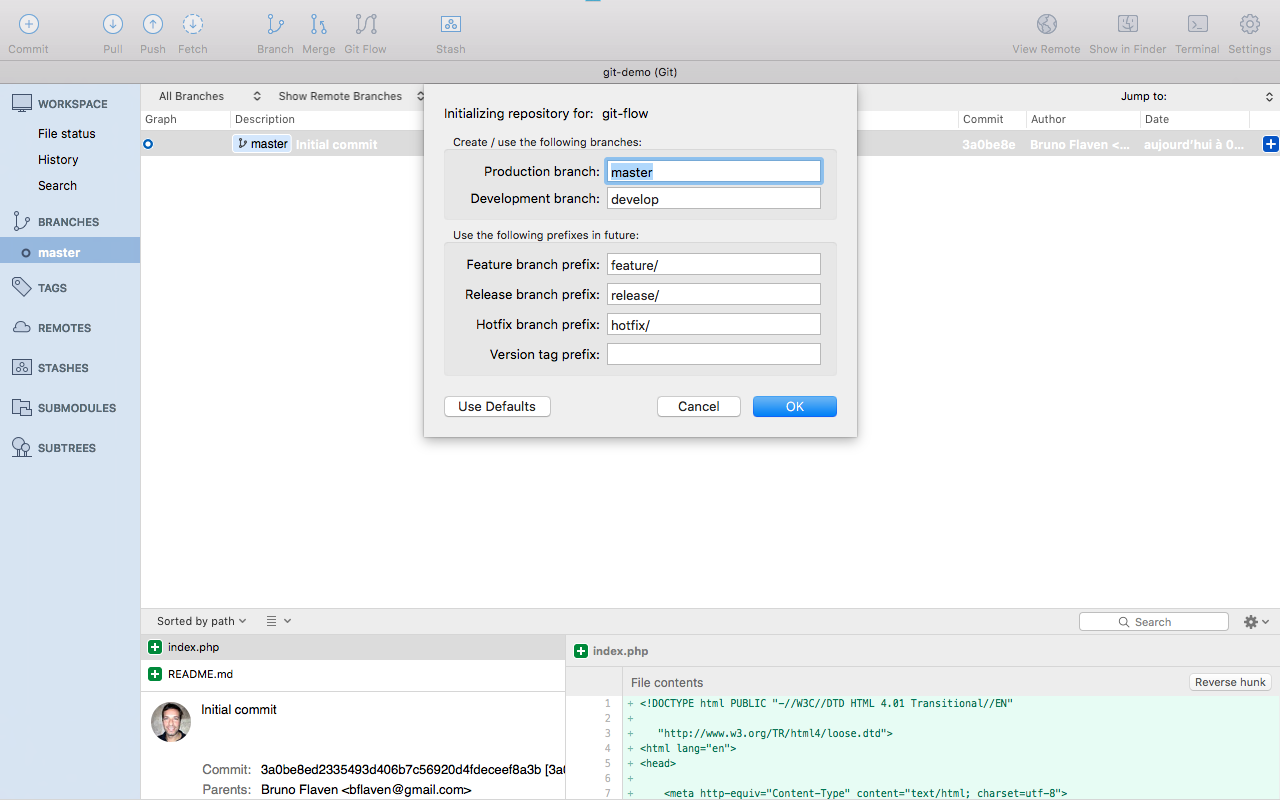 Commit Pull Push Fetch Branch Merge Git Flow Stash View Remote Show in Finder Terminal Settings
git-demo (Git)
WORKSPACE
File status
History
Search
BRANCHES
master
TAGS
REMOTES
STASHES
SUBMODULES
SUBTREES
All Branches Show Remote Branches Jump to:
Graph Description Commit Author Date
master Initial commit 3a0be8e Bruno Flaven <... aujourd'hui à 0...
Initializing repository for: git-flow
Create / use the following branches:
Production branch: master
Development branch: develop
Use the following prefixes in future:
Feature branch prefix: feature/
Release branch prefix: release/
Hotfix branch prefix: hotfix/
Version tag prefix:
Use Defaults Cancel OK
Sorted by path Search
index.php
README.md
Initial commit
Commit: 3a0be8ed2335493d406b7c56920d4fdeceef8a3b [3a0
Parents: Bruno Flaven <bflaven@gmail.com>
index.php
File contents Reverse hunk
1 + <!DOCTYPE html PUBLIC "-//W3C//DTD HTML 4.01 Transitional//EN"
2 +
3 + "http://www.w3.org/TR/html4/loose.dtd">
4 + <html lang="en">
5 + <head>
6 +
7 + <meta http-equiv="Content-Type" content="text/html; charset=utf-8">